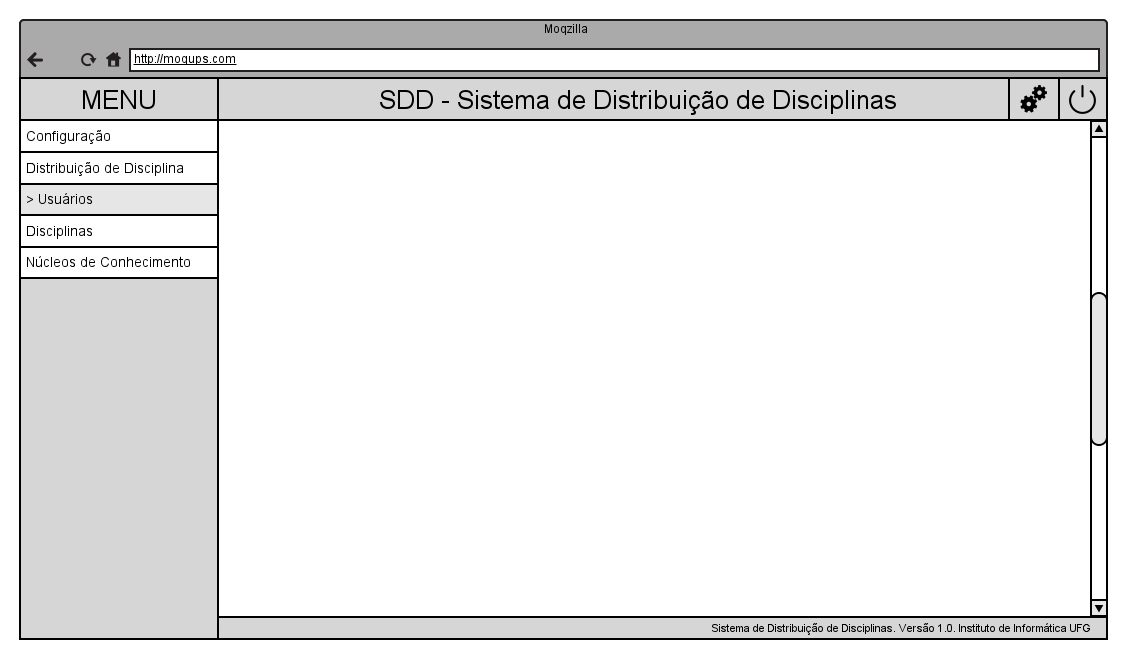 Moqzilla
http://moqups.com
MENU
SDD - Sistema de Distribuição de Disciplinas
Configuração
Distribuição de Disciplina
> Usuários
Disciplinas
Núcleos de Conhecimento
Sistema de Distribuição de Disciplinas. Versão 1.0. Instituto de Informática UFG